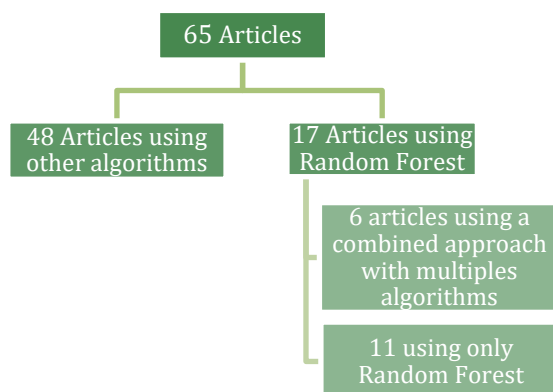 65 Articles
48 Articles using
other algorithms
17 Articles using
Random Forest
6 articles using a
combined approach
with multiples
algorithms
11 using only
Random Forest